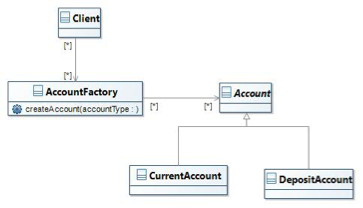 Client
[*]
[*]
AccountFactory
createAccount(accountType : )
[*]
[*]
Account
CurrentAccount
DepositAccount